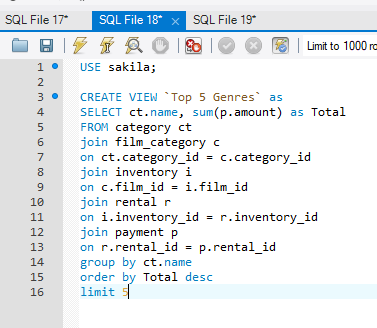 SQL File 17* SQL File 18* × SQL File 19*
Limit to 1000 ro
1 USE sakila;
2
3 CREATE VIEW `Top 5 Genres` as
4 SELECT ct.name, sum(p.amount) as Total
5 FROM category ct
6 join film_category c
7 on ct.category_id = c.category_id
8 join inventory i
9 on c.film_id = i.film_id
10 join rental r
11 on i.inventory_id = r.inventory_id
12 join payment p
13 on r.rental_id = p.rental_id
14 group by ct.name
15 order by Total desc
16 limit 5